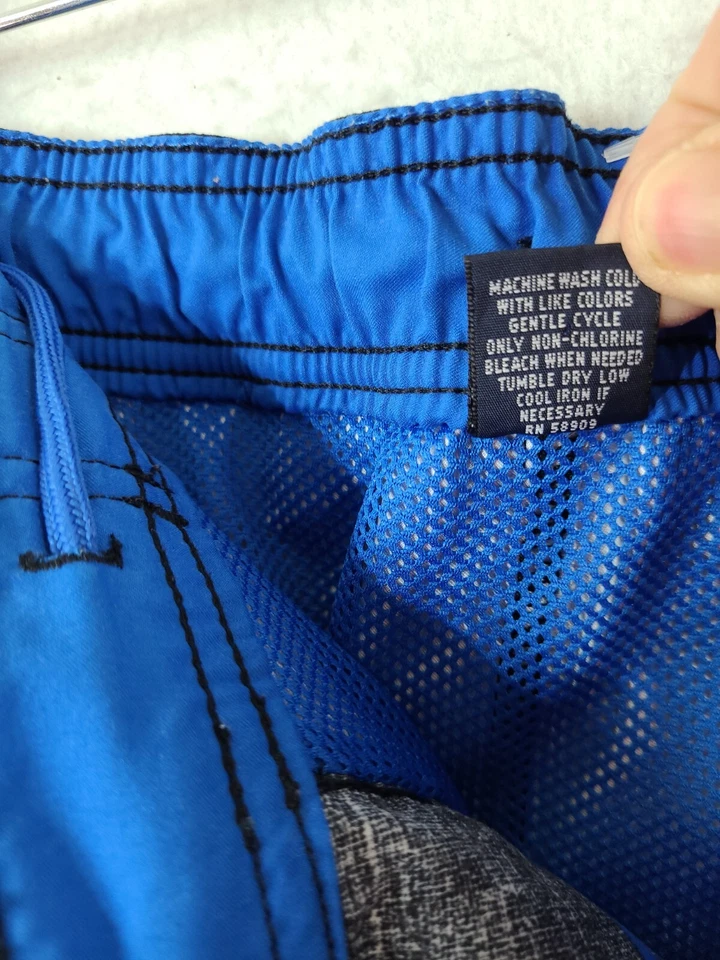 MACHINE WASH COLD
WITH LIKE COLORS
GENTLE CYCLE
ONLY NON-CHLORINE
BLEACH WHEN NEEDED
TUMBLE DRY LOW
COOL IRON IF
NECESSARY
RN 58909